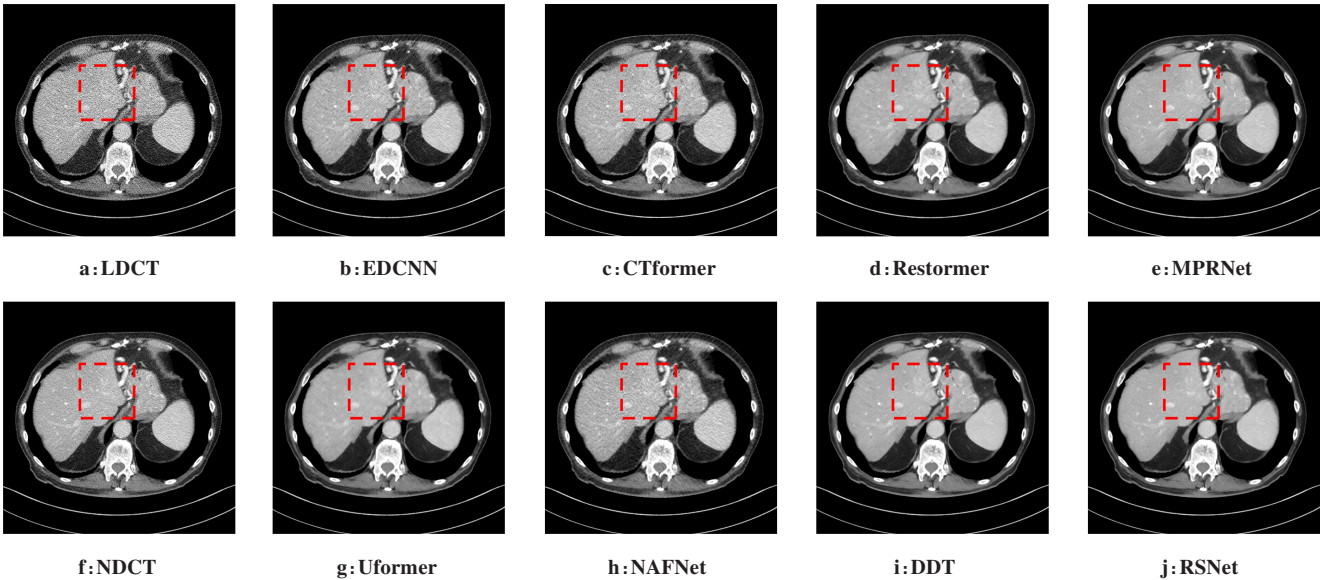 a:LDCT
b:EDCNN
c:CTformer
d:Restormer
e:MPRNet
f:NDCT
g:Uformer
h:NAFNet
i:DDT
j:RSNet